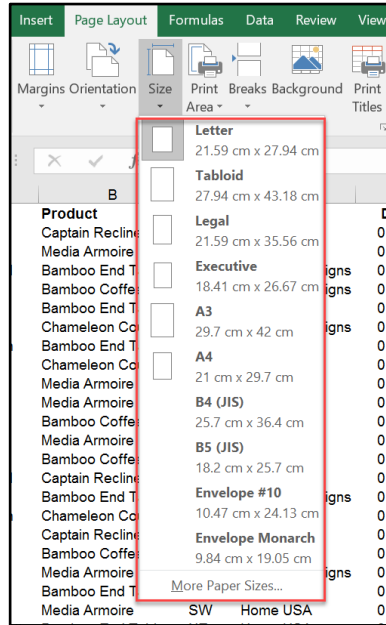 Insert Page Layout Formulas Data Review View
Margins Orientation Size Print Area Breaks Background Print Titles
B
Letter
21.59 cm x 27.94 cm
Tabloid
27.94 cm x 43.18 cm
Legal
21.59 cm x 35.56 cm
Executive
18.41 cm x 26.67 cm
A3
29.7 cm x 42 cm
A4
21 cm x 29.7 cm
B4 (JIS)
25.7 cm x 36.4 cm
B5 (JIS)
18.2 cm x 25.7 cm
Envelope #10
10.47 cm x 24.13 cm
Envelope Monarch
9.84 cm x 19.05 cm
More Paper Sizes...
Product
Captain Recline
Media Armoire
Bamboo End T
Bamboo Coffe
Bamboo End T
Chameleon Co
Bamboo End T
Chameleon Co
Media Armoire
Media Armoire
Bamboo Coffe
Media Armoire
Bamboo Coffe
Captain Recline
Bamboo End T
Chameleon Co
Captain Recline
Bamboo Coffe
Media Armoire
Bamboo End T
Media Armoire SW Home USA